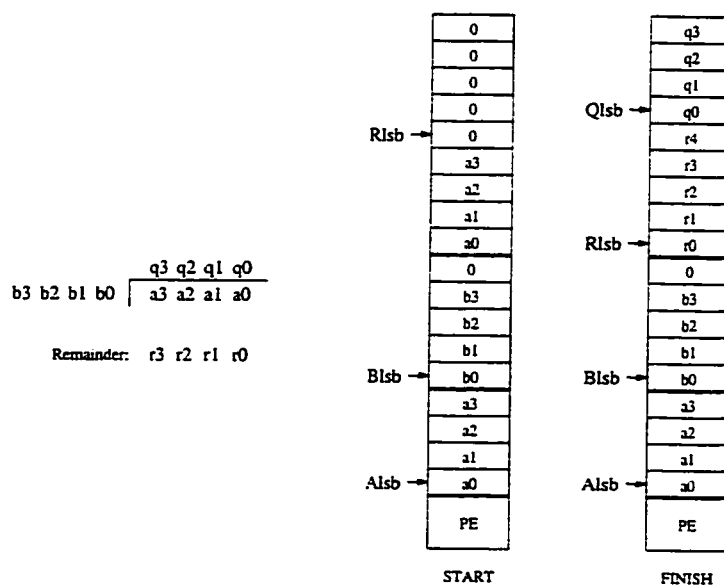 q3 q2 q1 q0
b3 b2 b1 b0 a3 a2 a1 a0
Remainder: r3 r2 r1 r0
0
0
0
0
Rlsb 0
a3
a2
a1
a0
0
b3
b2
b1
Blsb b0
a3
a2
a1
Alsb a0
PE
START
q3
q2
q1
Qlsb q0
r4
r3
r2
r1
Rlsb r0
0
b3
b2
b1
Blsb b0
a3
a2
a1
Alsb a0
PE
FINISH